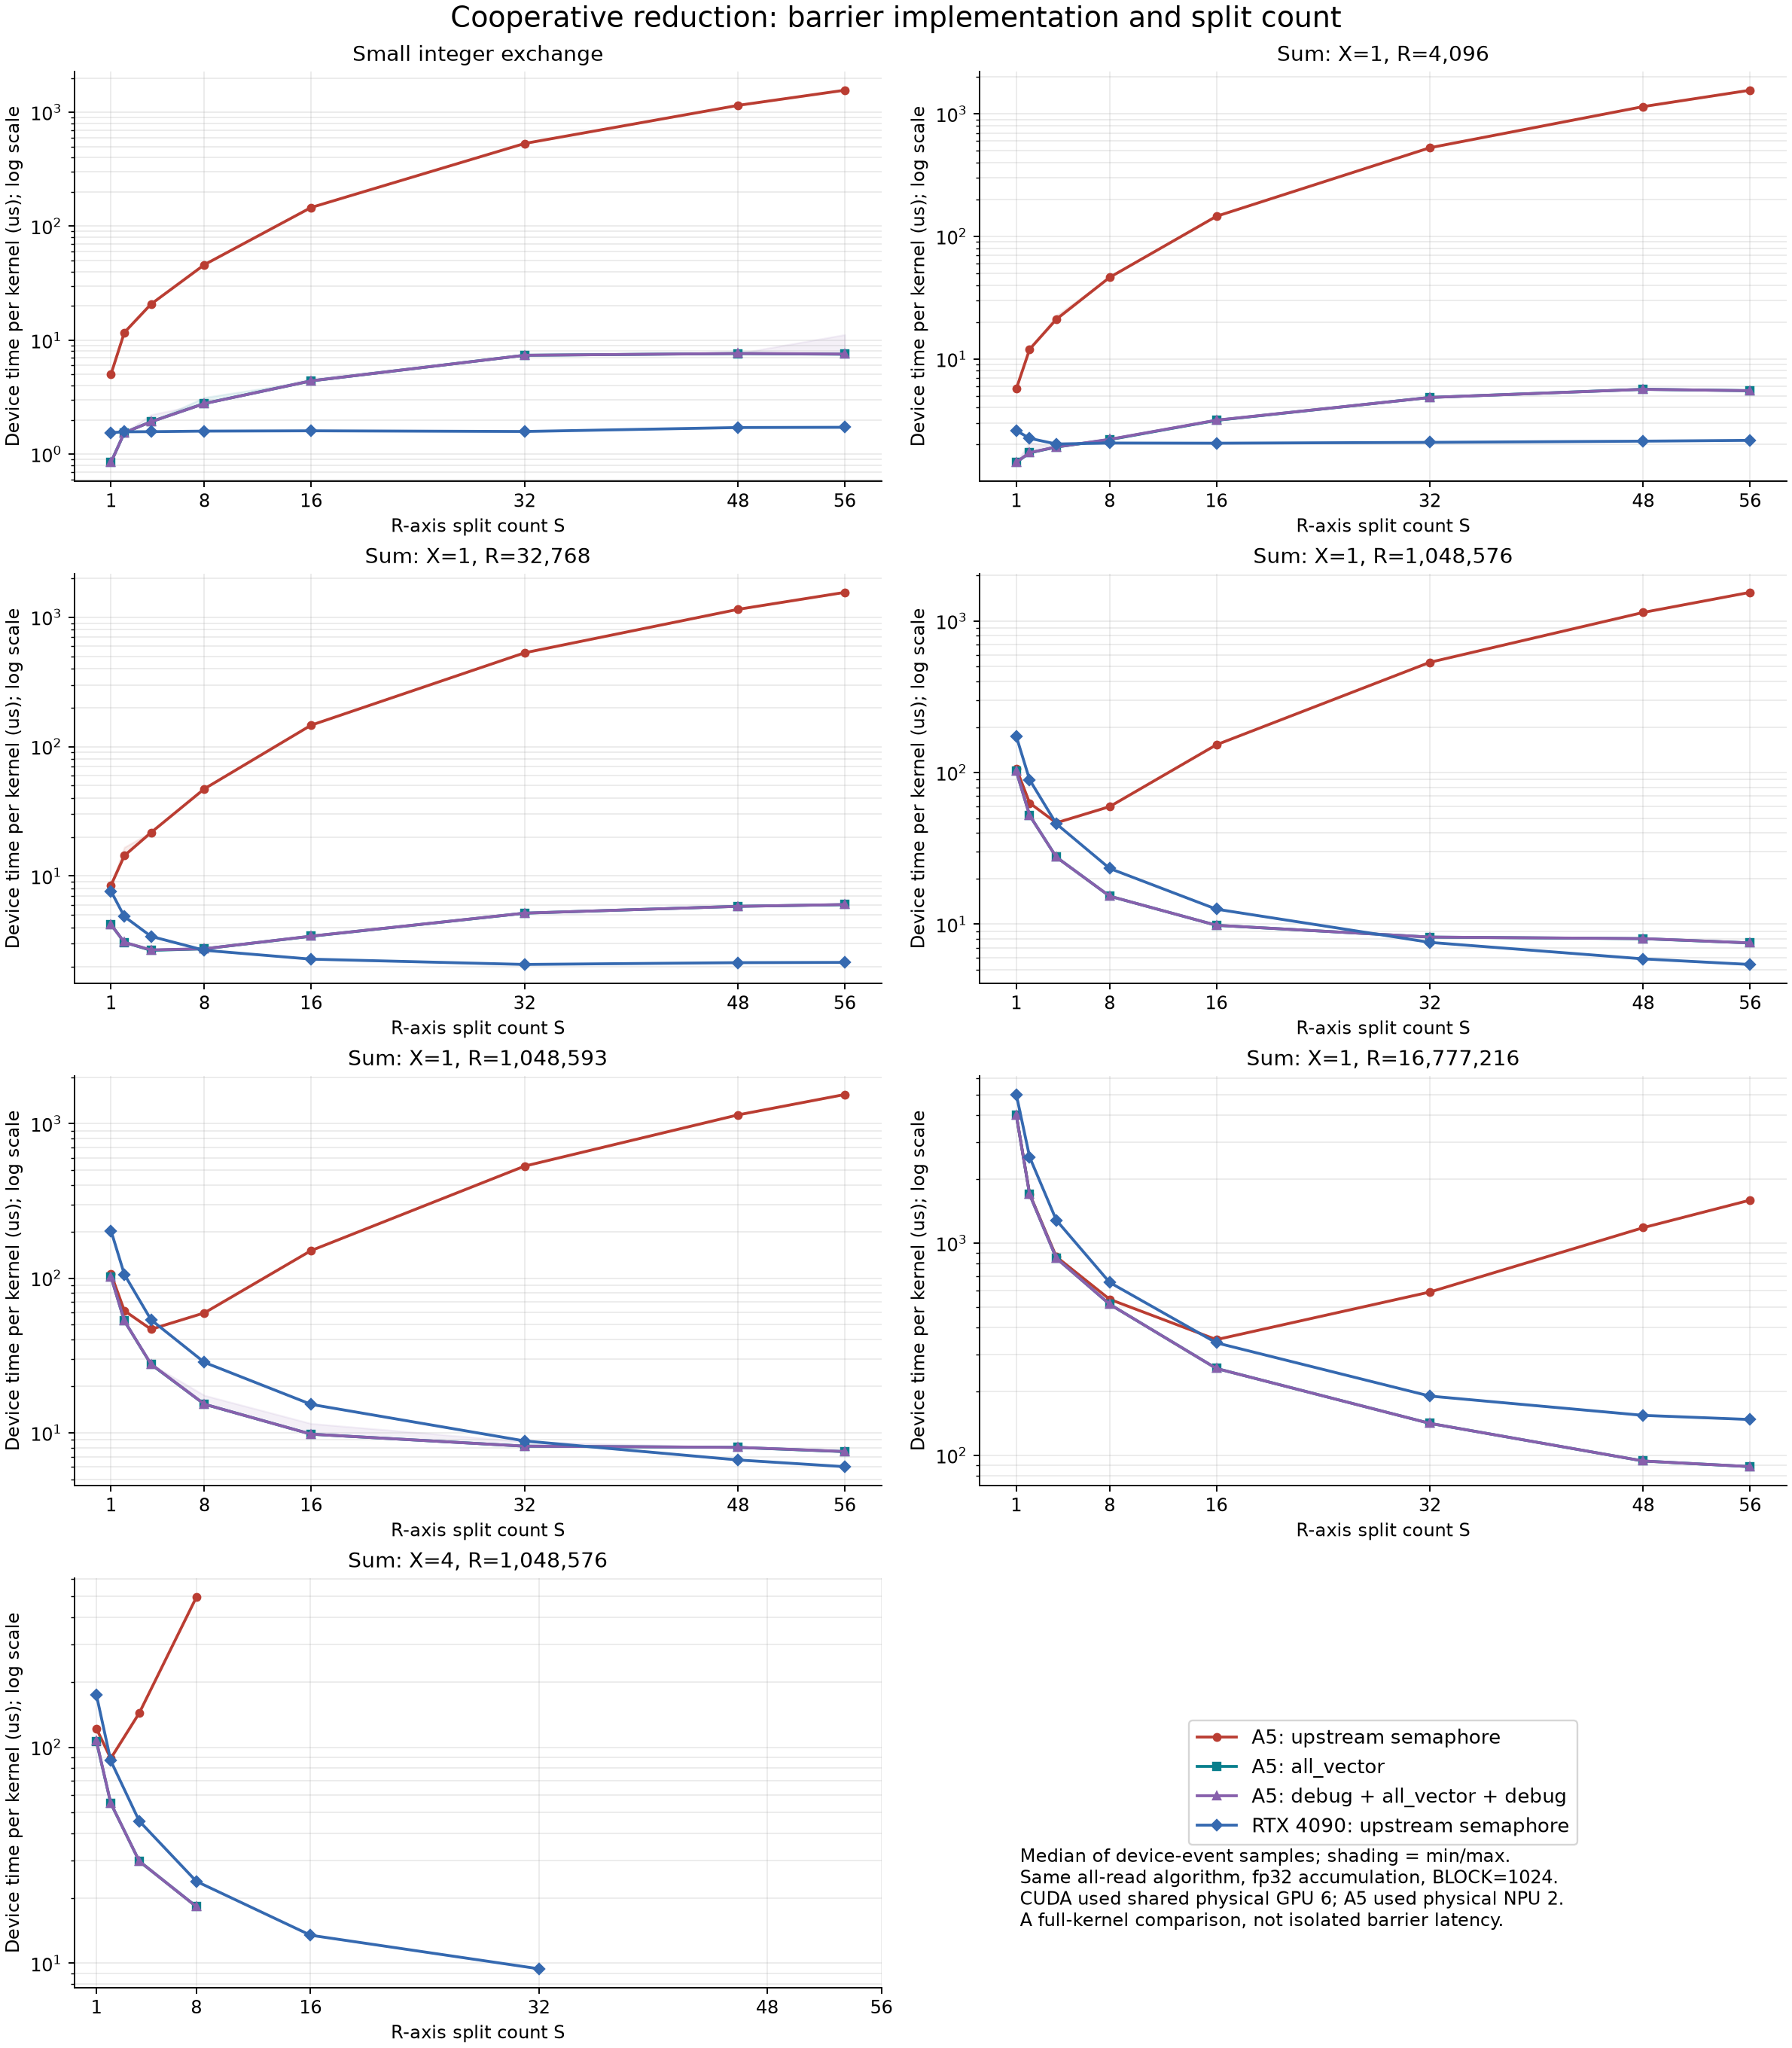 Cooperative reduction: barrier implementation and split count
Small integer exchange
Device time per kernel (us); log scale
10³
10²
10¹
10⁰
1 8 16 32 48 56
R-axis split count S
Sum: X=1, R=4,096
Device time per kernel (us); log scale
10³
10²
10¹
1 8 16 32 48 56
R-axis split count S
Sum: X=1, R=32,768
Device time per kernel (us); log scale
10³
10²
10¹
1 8 16 32 48 56
R-axis split count S
Sum: X=1, R=1,048,576
Device time per kernel (us); log scale
10³
10²
10¹
1 8 16 32 48 56
R-axis split count S
Sum: X=1, R=1,048,593
Device time per kernel (us); log scale
10³
10²
10¹
1 8 16 32 48 56
R-axis split count S
Sum: X=1, R=16,777,216
Device time per kernel (us); log scale
10³
10²
1 8 16 32 48 56
R-axis split count S
Sum: X=4, R=1,048,576
Device time per kernel (us); log scale
10²
10¹
1 8 16 32 48 56
R-axis split count S
A5: upstream semaphore
A5: all_vector
A5: debug + all_vector + debug
RTX 4090: upstream semaphore
Median of device-event samples; shading = min/max.
Same all-read algorithm, fp32 accumulation, BLOCK=1024.
CUDA used shared physical GPU 6; A5 used physical NPU 2.
A full-kernel comparison, not isolated barrier latency.